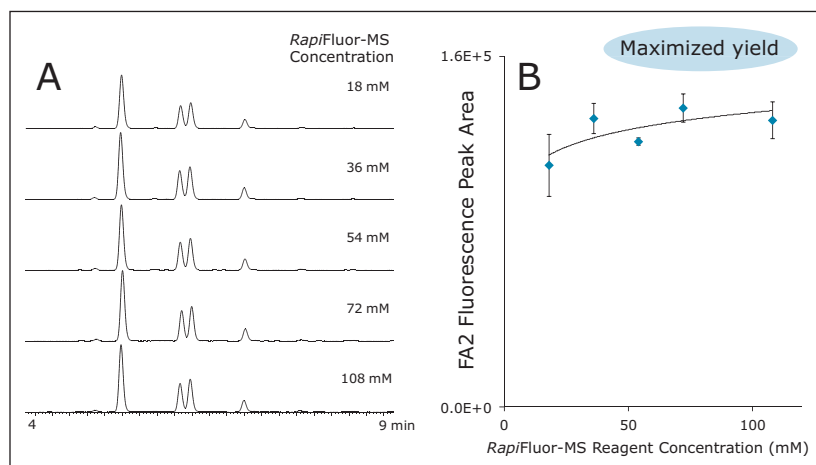 A
RapiFluor-MS
Concentration
18 mM
36 mM
54 mM
72 mM
108 mM
4
9 min
B
Maximized yield
1.6E+5
FA2 Fluorescence Peak Area
0.0E+0
0
50
100
RapiFluor-MS Reagent Concentration (mM)